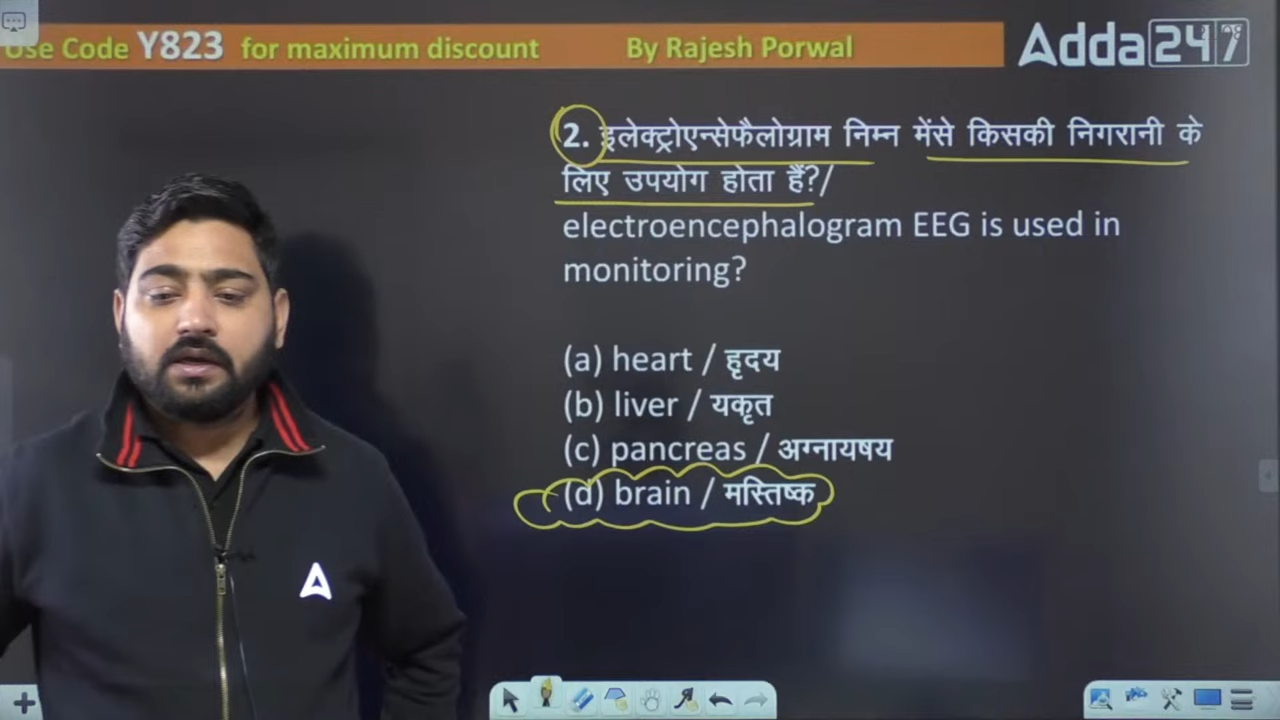 Use Code Y823 for maximum discount By Rajesh Porwal
Adda247
2. इलेक्ट्रोएन्सेफैलोग्राम निम्न मेंसे किसकी निगरानी के
लिए उपयोग होता हैं?/
electroencephalogram EEG is used in
monitoring?
(a) heart / हृदय
(b) liver / यकृत
(c) pancreas / अग्नायषय
(d) brain / मस्तिष्क